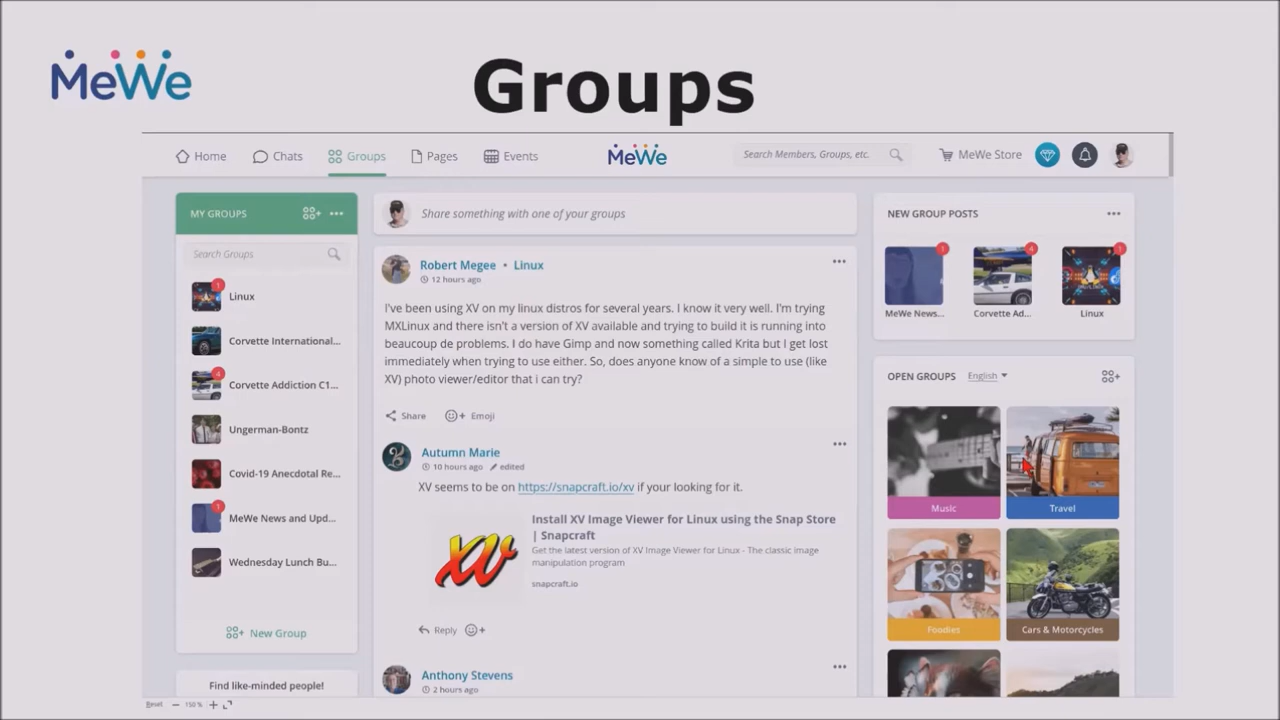 MeWe
Groups
Home
Chats
Groups
Pages
Events
MeWe
Search Members, Groups, etc.
MeWe Store
MY GROUPS
Search Groups
1
Linux
Corvette International...
4
Corvette Addiction C1...
Ungerman-Bontz
Covid-19 Anecdotal Re...
1
MeWe News and Upd...
Wednesday Lunch Bu...
New Group
Find like-minded people!
Share something with one of your groups
Robert Megee • Linux
12 hours ago
I've been using XV on my linux distros for several years. I know it very well. I'm trying
MXLinux and there isn't a version of XV available and trying to build it is running into
beaucoup de problems. I do have Gimp and now something called Krita but I get lost
immediately when trying to use either. So, does anyone know of a simple to use (like
XV) photo viewer/editor that i can try?
Share
Emoji
Autumn Marie
10 hours ago edited
XV seems to be on https://snapcraft.io/xv if your looking for it.
xv
Install XV Image Viewer for Linux using the Snap Store
| Snapcraft
Get the latest version of XV Image Viewer for Linux - The classic image
manipulation program
snapcraft.io
Reply
Anthony Stevens
2 hours ago
NEW GROUP POSTS
1
4
1
MeWe News...
Corvette Ad...
Linux
OPEN GROUPS
English
Music
Travel
Foodies
Cars & Motorcycles
Reset
150 %